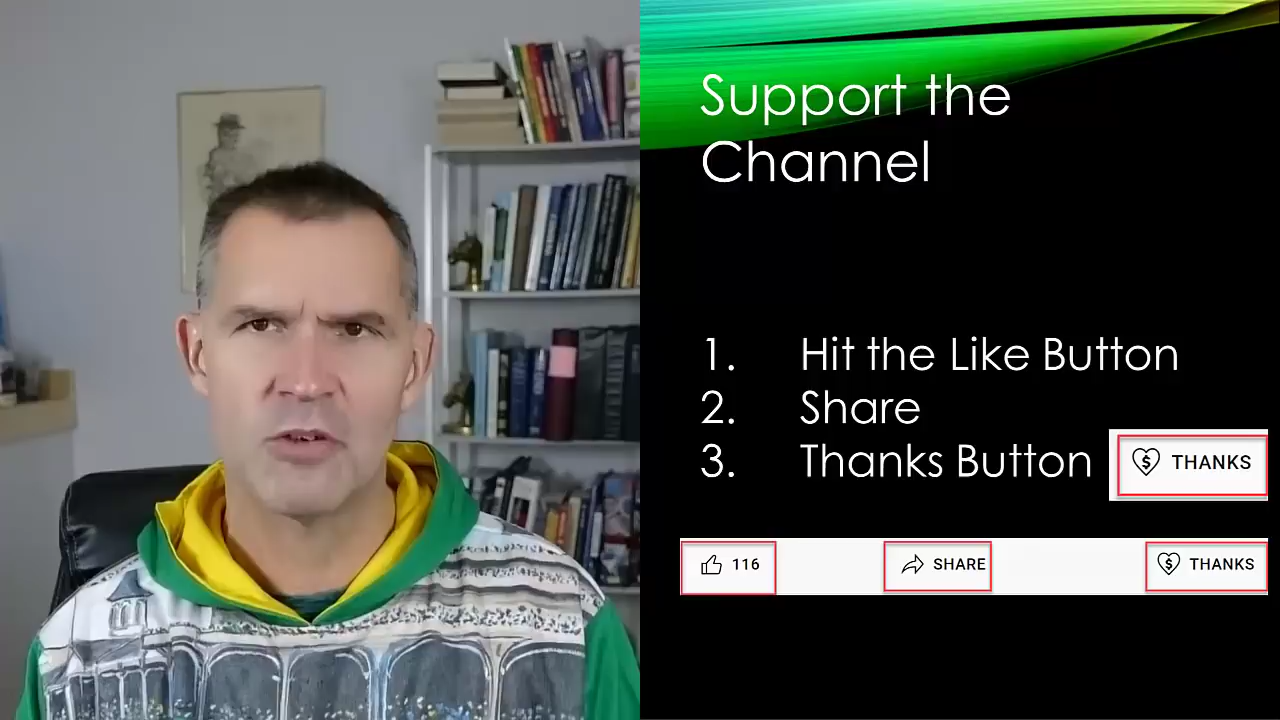 Support the
Channel
1. Hit the Like Button
2. Share
3. Thanks Button
THANKS
116 SHARE THANKS